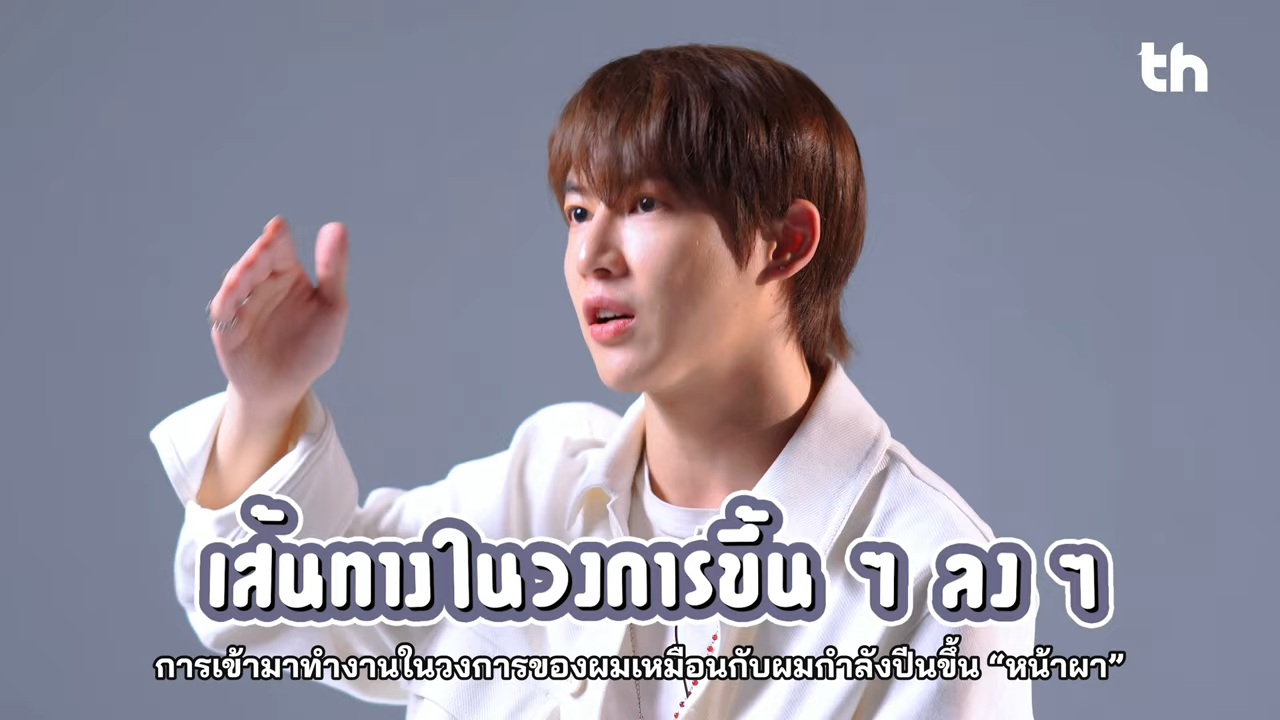 th
เส้นทางในวงการขึ้น ๆ ลง ๆ
การเข้ามาทำงานในวงการของผมเหมือนกับผมกำลังปีนขึ้น “หน้าผา”